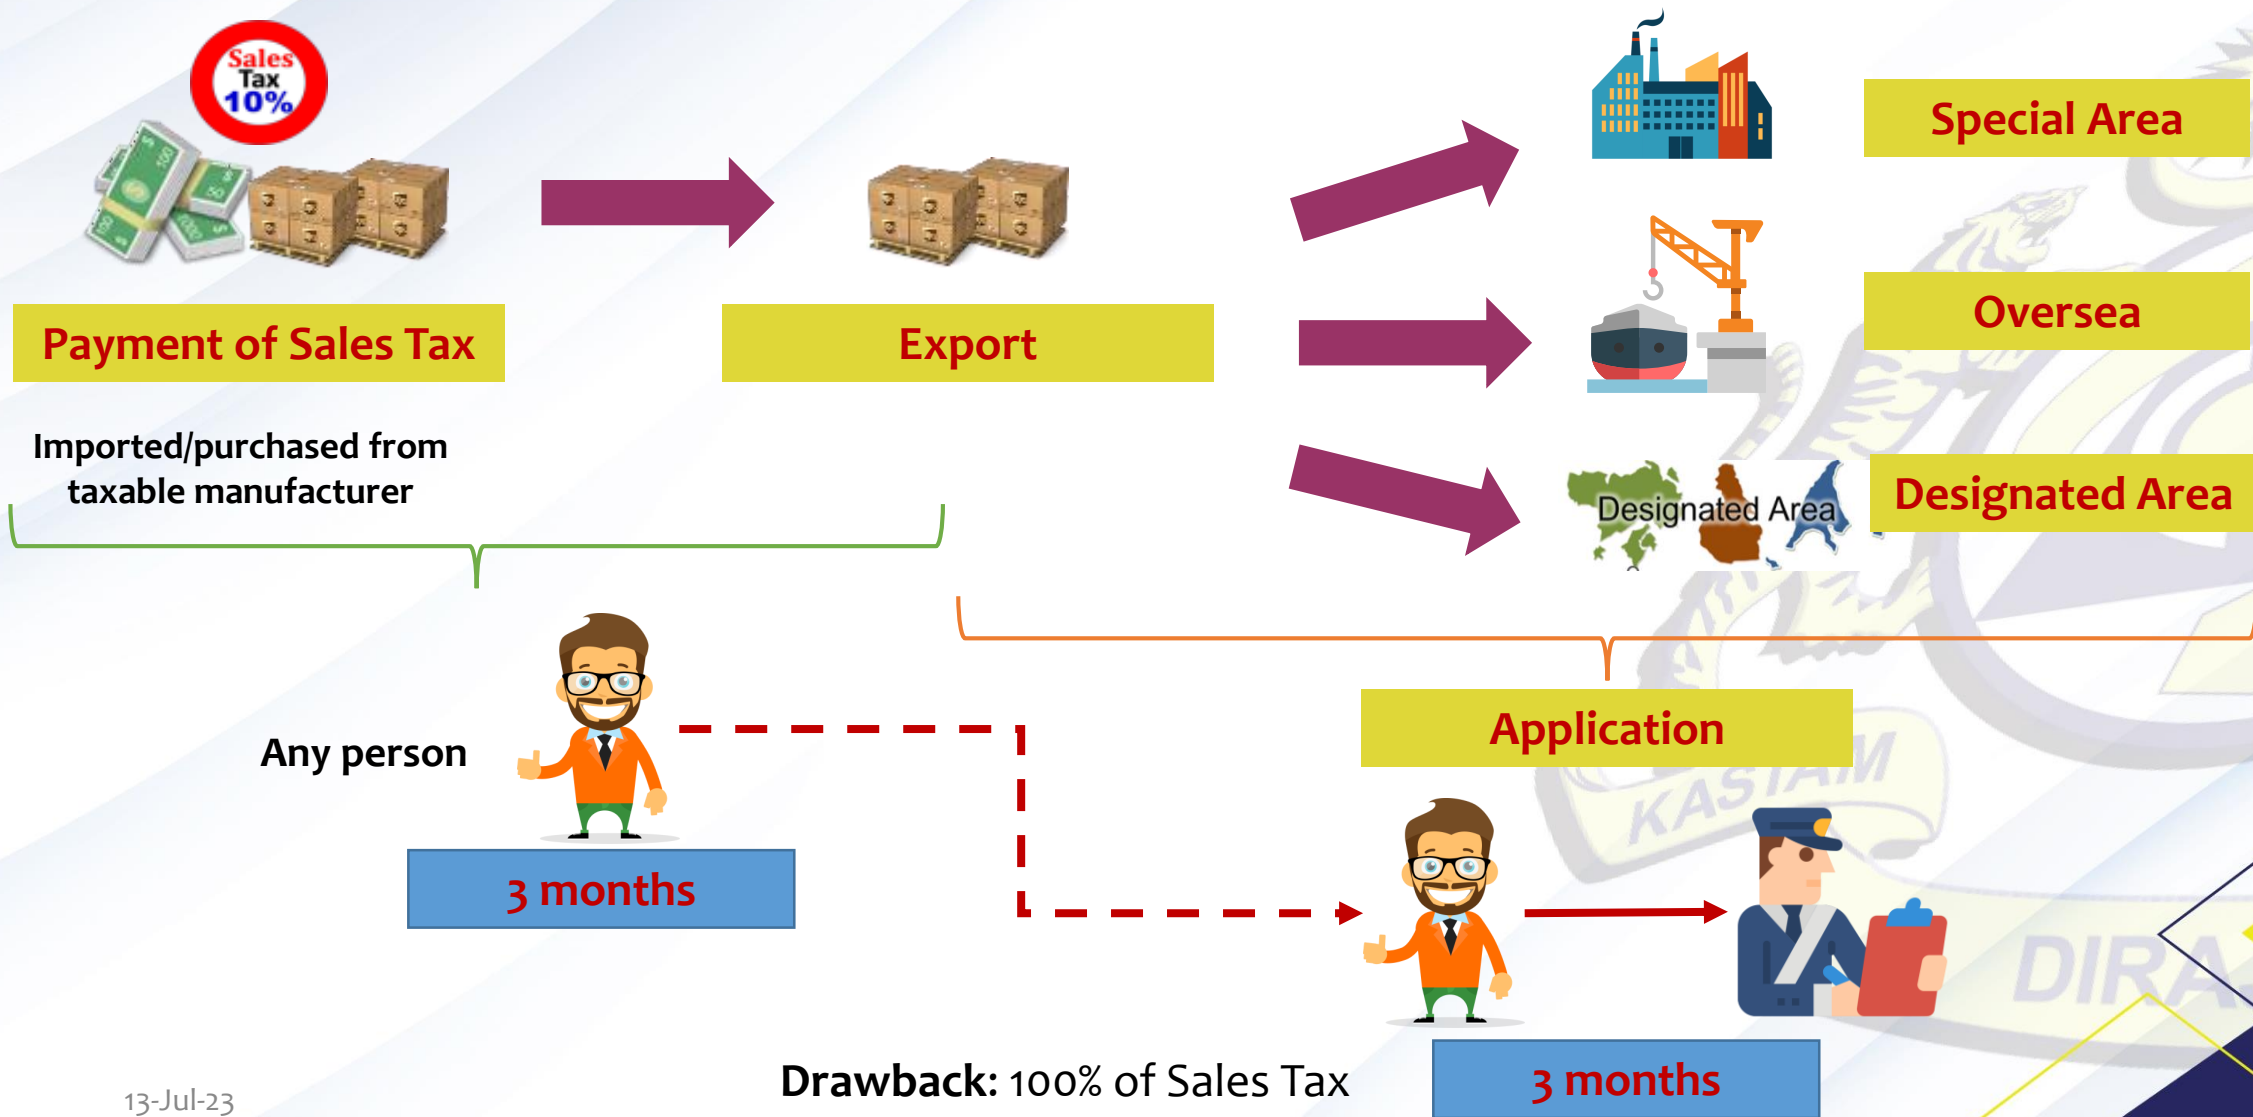 Sales
Tax
10%
Payment of Sales Tax
Imported/purchased from
taxable manufacturer
Export
Special Area
Oversea
Designated Area
Designated Area
Any person
3 months
Application
KASTAM
Drawback: 100% of Sales Tax
3 months
13-Jul-23